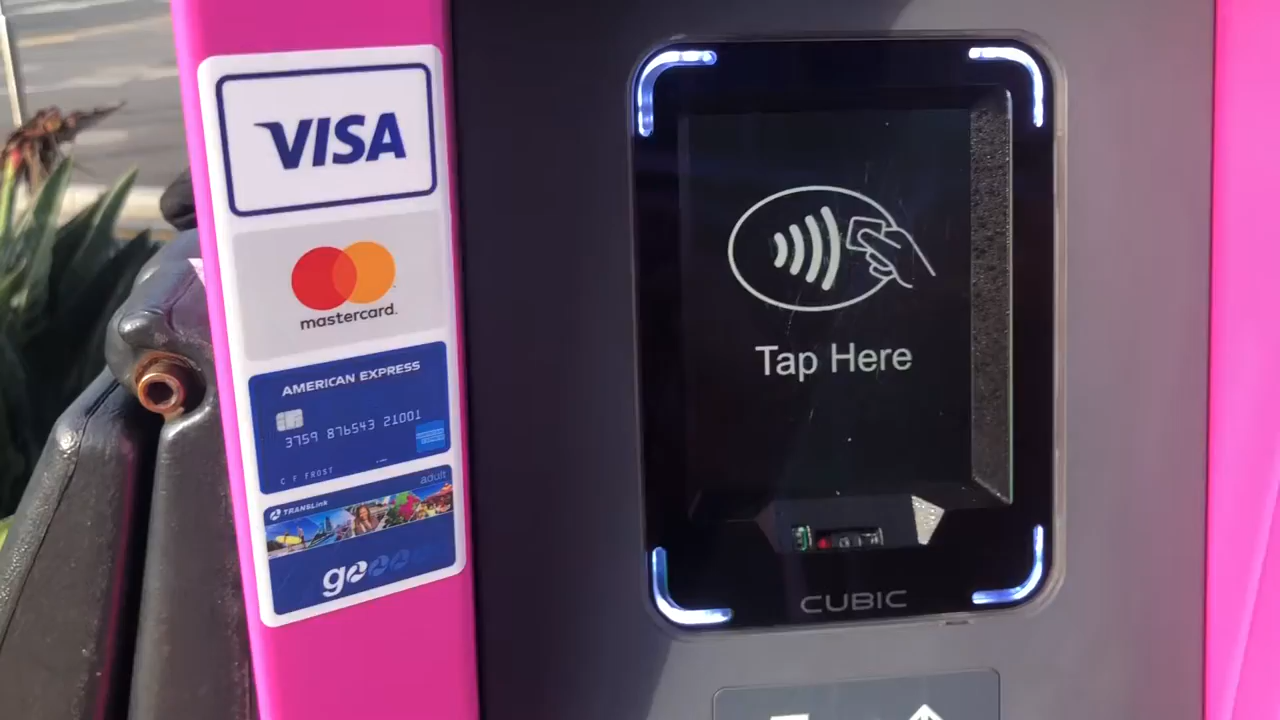 VISA
mastercard.
AMERICAN EXPRESS
3759 876543 21001
C F FROST
adult
TRANSLink
go
Tap Here
CUBIC